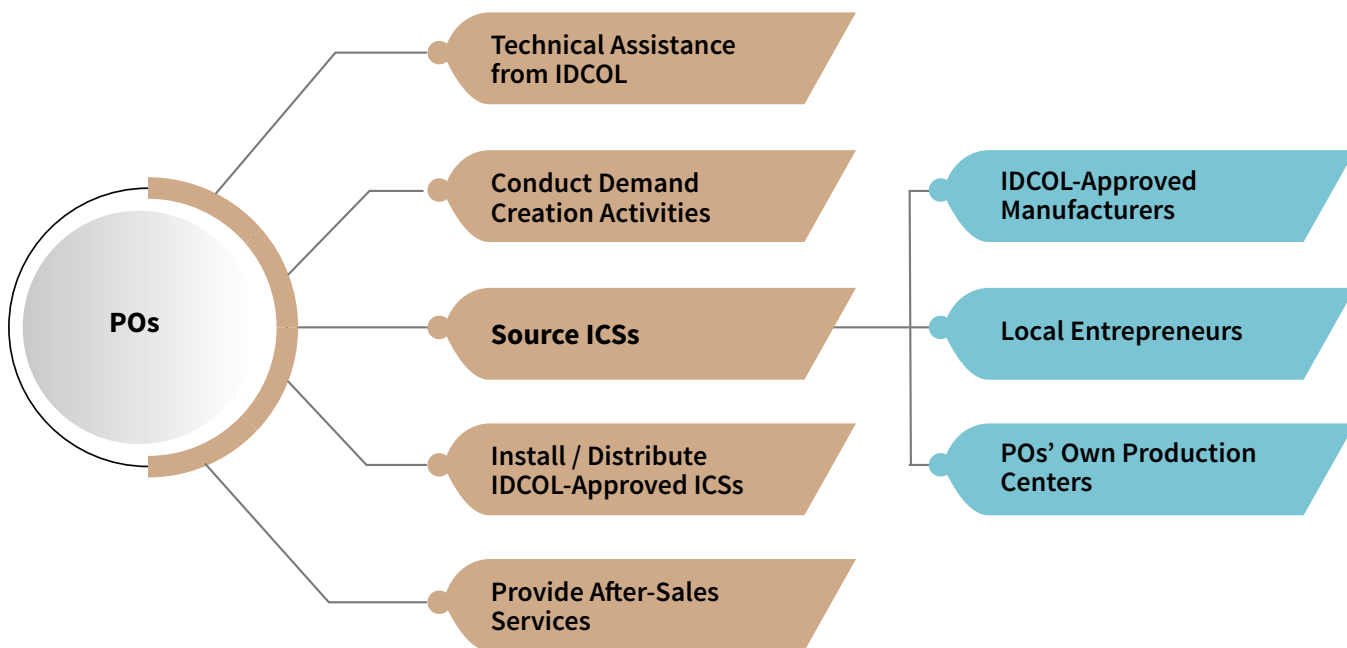 POs
Technical Assistance
from IDCOL
Conduct Demand
Creation Activities
Source ICSs
Install / Distribute
IDCOL-Approved ICSs
Provide After-Sales
Services
IDCOL-Approved
Manufacturers
Local Entrepreneurs
POs’ Own Production
Centers